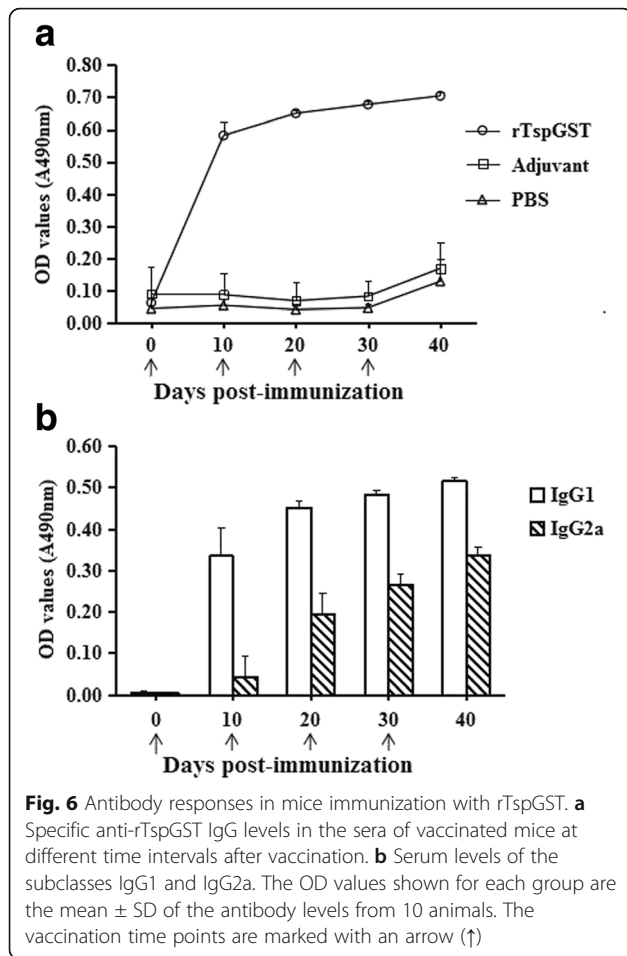 a
0.80
0.70
0.60
0.50
0.40
0.30
0.20
0.10
0.00
OD values (A490nm)
rTspGST
Adjuvant
PBS
0 10 20 30 40
↑ ↑ ↑ ↑
Days post-immunization
b
0.60
0.50
0.40
0.30
0.20
0.10
0.00
OD values (A490nm)
IgG1
IgG2a
0 10 20 30 40
↑ ↑ ↑ ↑
Days post-immunization
Fig. 6 Antibody responses in mice immunization with rTspGST. a
Specific anti-rTspGST IgG levels in the sera of vaccinated mice at
different time intervals after vaccination. b Serum levels of the
subclasses IgG1 and IgG2a. The OD values shown for each group are
the mean ± SD of the antibody levels from 10 animals. The
vaccination time points are marked with an arrow (↑)